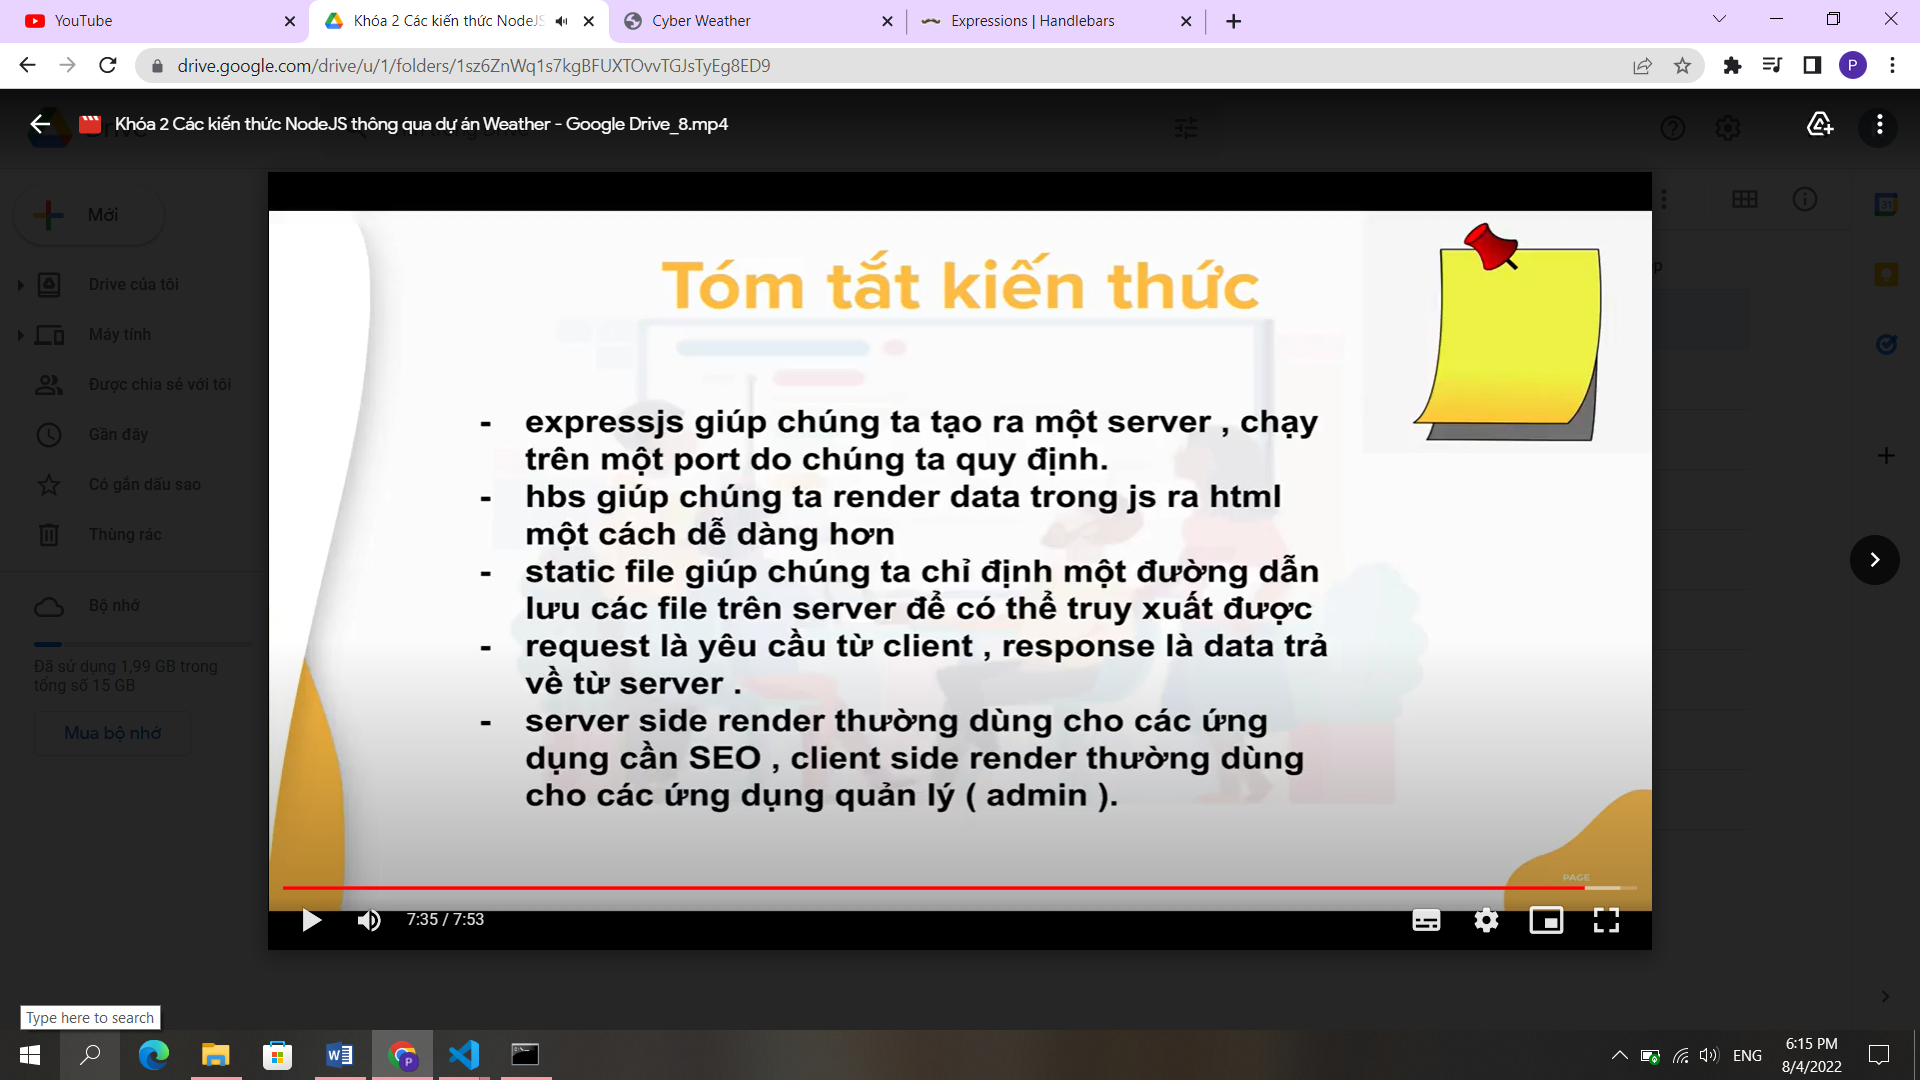 YouTube
Khóa 2 Các kiến thức NodeJS
Cyber Weather
Expressions | Handlebars
drive.google.com/drive/u/1/folders/1sz6ZnWq1s7kgBFUXTOvvTGJsTyEg8ED9
P
Khóa 2 Các kiến thức NodeJS thông qua dự án Weather - Google Drive_8.mp4
Mới
Drive của tôi
Máy tính
Được chia sẻ với tôi
Gần đây
Có gắn dấu sao
Thùng rác
Bộ nhớ
Đã sử dụng 1,99 GB trong
tổng số 15 GB
Mua bộ nhớ
31
Tóm tắt kiến thức
- expressjs giúp chúng ta tạo ra một server , chạy
trên một port do chúng ta quy định.
- hbs giúp chúng ta render data trong js ra html
một cách dễ dàng hơn
- static file giúp chúng ta chỉ định một đường dẫn
lưu các file trên server để có thể truy xuất được
- request là yêu cầu từ client , response là data trả
về từ server .
- server side render thường dùng cho các ứng
dụng cần SEO , client side render thường dùng
cho các ứng dụng quản lý ( admin ).
PAGE
7:35 / 7:53
Type here to search
ENG
6:15 PM
8/4/2022